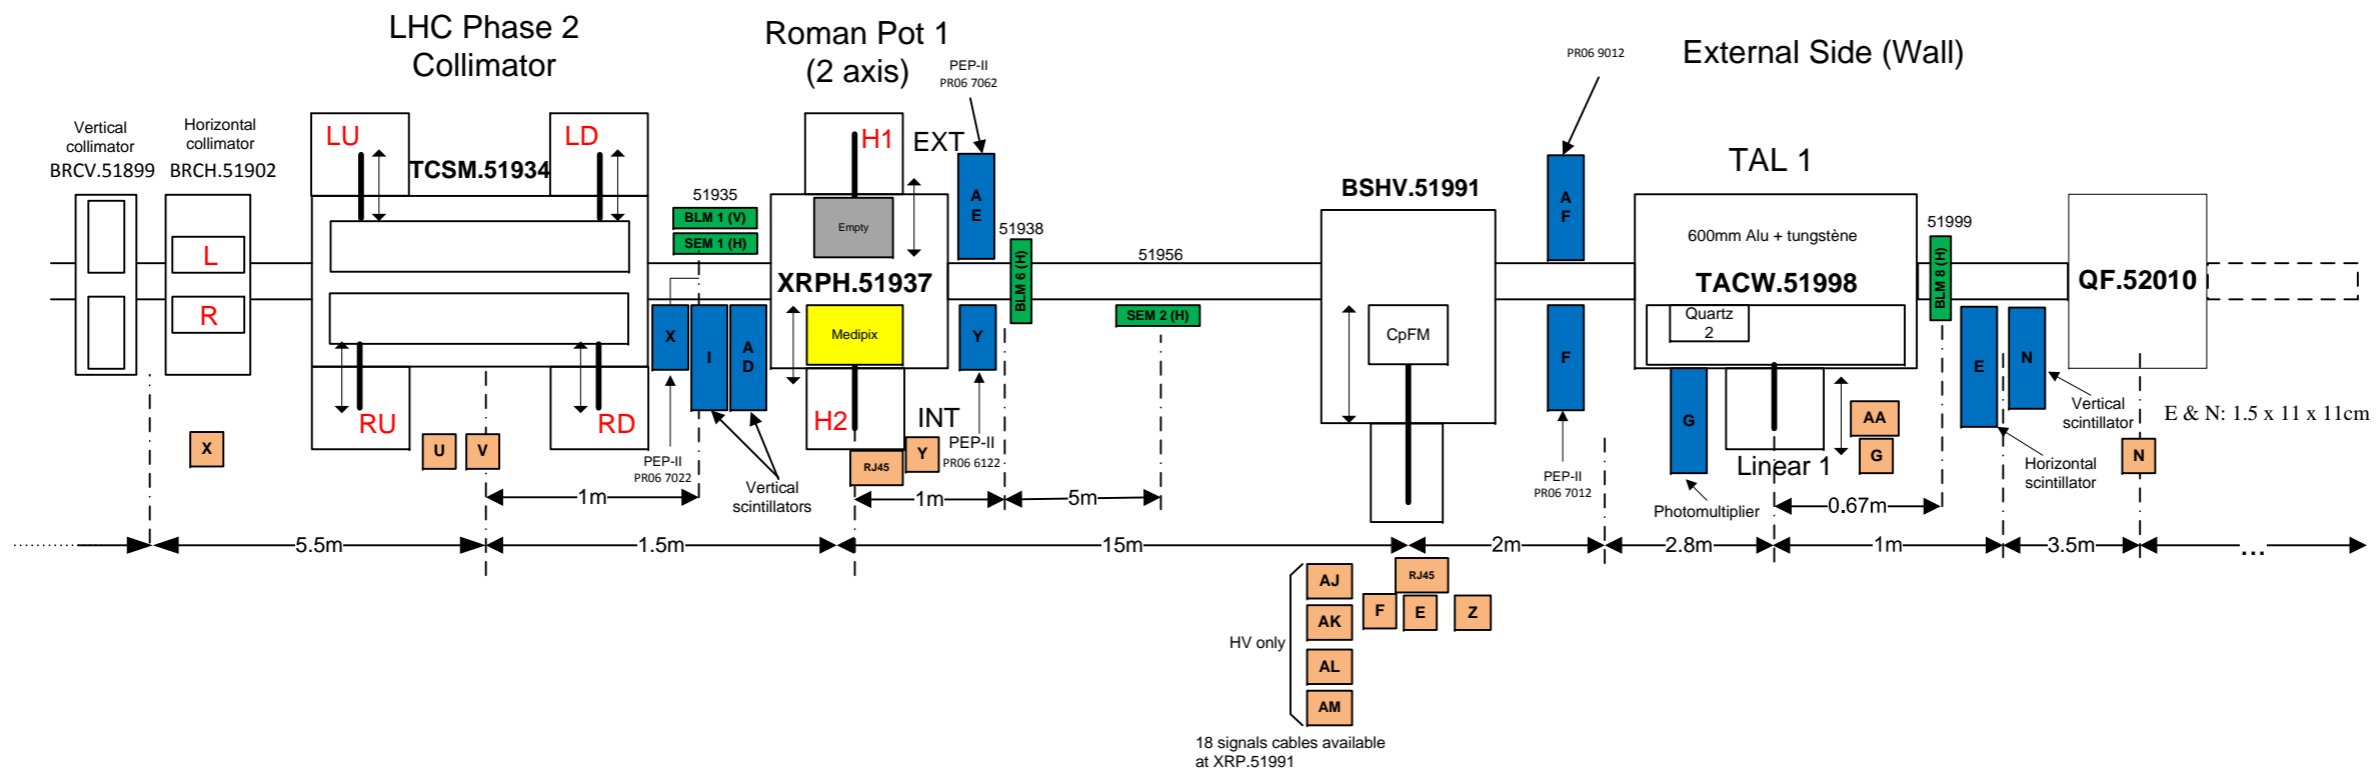 LHC Phase 2
Collimator
Roman Pot 1
(2 axis)
External Side (Wall)
PEP-II
PR06 7062
PR06 9012
Vertical
collimator
BRCV.51899
Horizontal
collimator
BRCH.51902
LU
LD
TCSM.51934
H1
EXT
TAL 1
51935
BLM 1 (V)
SEM 1 (H)
Empty
A
E
51938
BLM 6 (H)
51956
BSHV.51991
A
F
600mm Alu + tungstène
51999
BLM 8 (H)
L
R
XRPH.51937
TACW.51998
QF.52010
X
I
A
D
Medipix
Y
SEM 2 (H)
CpFM
F
Quartz
2
E
N
RU
RD
H2
INT
G
Vertical
scintillator
E & N: 1.5 x 11 x 11cm
X
U
V
PEP-II
PR06 7022
Vertical
scintillators
RJ45
Y
PEP-II
PR06 6122
PEP-II
PR06 7012
Photomultiplier
Linear 1
AA
G
Horizontal
scintillator
N
1m
1m
5m
0.67m
5.5m
1.5m
15m
2m
2.8m
1m
3.5m
...
HV only
AJ
AK
AL
AM
RJ45
F
E
Z
18 signals cables available
at XRP.51991